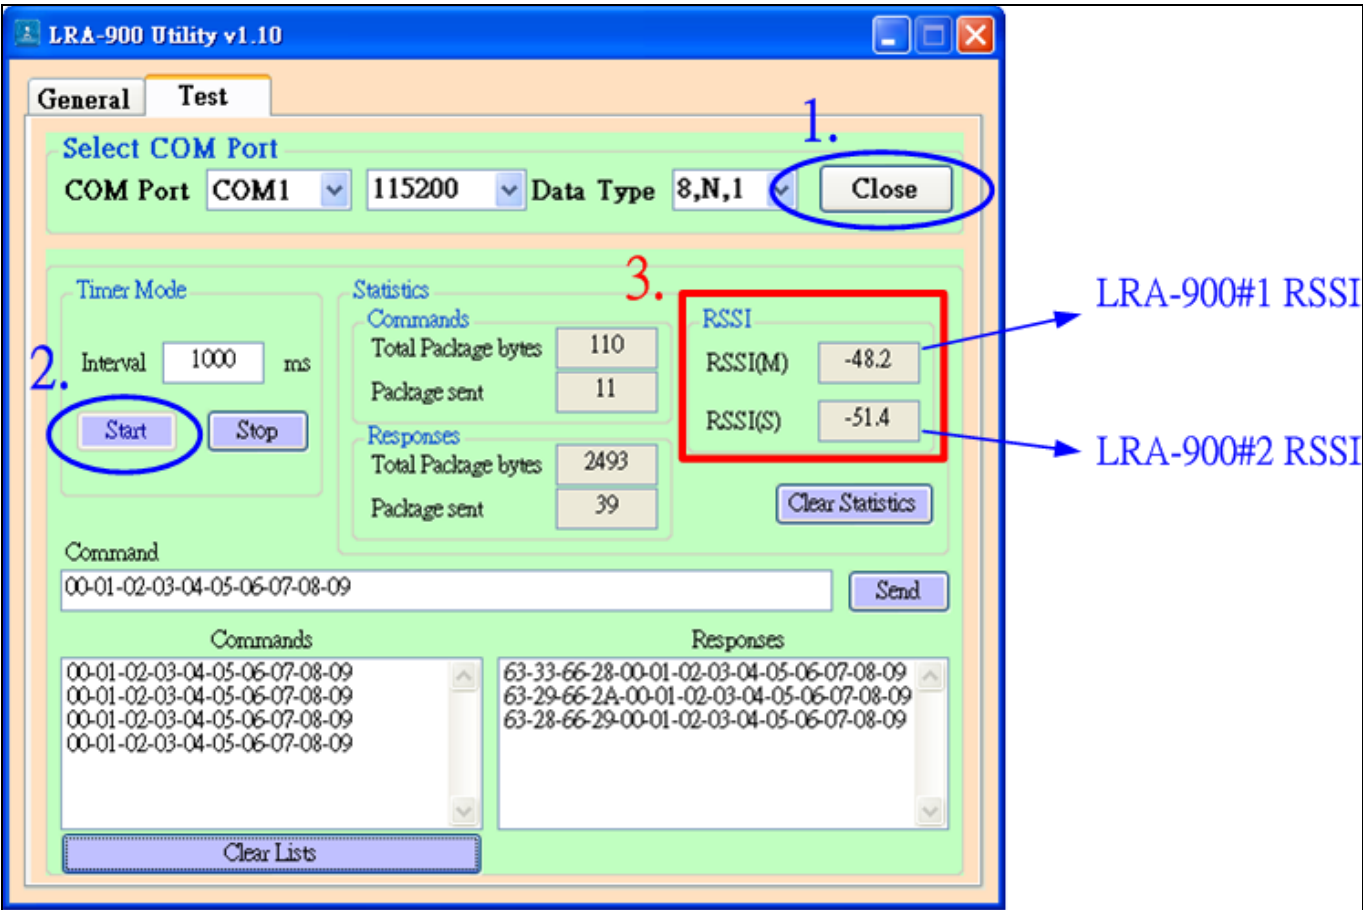 LRA-900 Utility v1.10
General Test
1.
Select COM Port
COM Port COM1 115200 Data Type 8,N,1 Close
3.
Timer Mode
Statistics
Commands
RSSI
LRA-900#1 RSSI
2.
Interval 1000 ms
Total Package bytes 110
RSSI(M) -48.2
Package sent 11
Start Stop
Responses
RSSI(S) -51.4
LRA-900#2 RSSI
Total Package bytes 2493
Package sent 39
Clear Statistics
Command
00-01-02-03-04-05-06-07-08-09 Send
Commands Responses
00-01-02-03-04-05-06-07-08-09
00-01-02-03-04-05-06-07-08-09
00-01-02-03-04-05-06-07-08-09
00-01-02-03-04-05-06-07-08-09
63-33-66-28-00-01-02-03-04-05-06-07-08-09
63-29-66-2A-00-01-02-03-04-05-06-07-08-09
63-28-66-29-00-01-02-03-04-05-06-07-08-09
Clear Lists